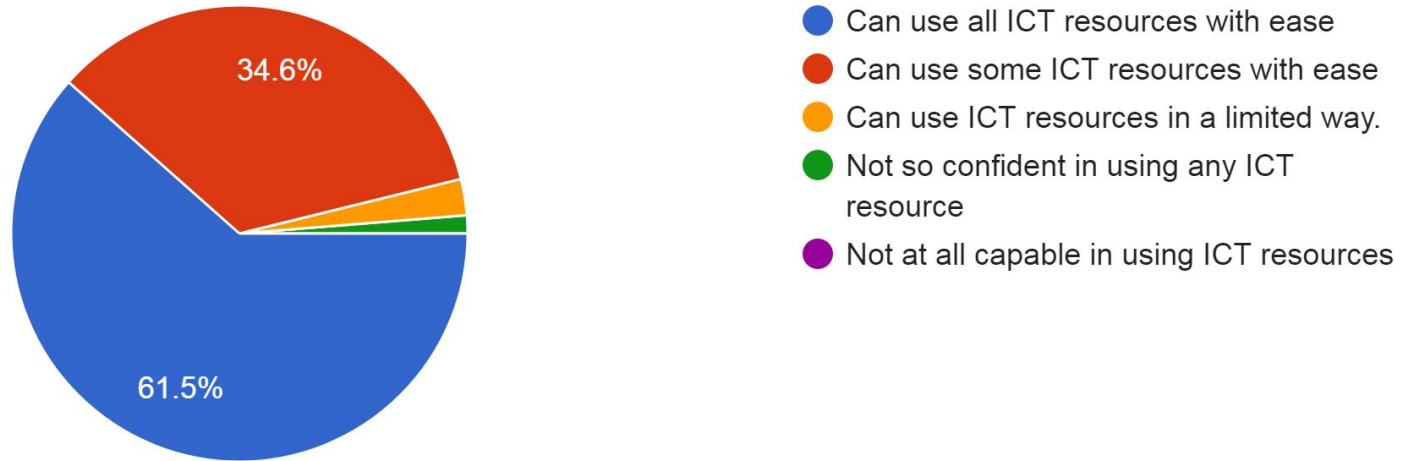 34.6%
61.5%
Can use all ICT resources with ease
Can use some ICT resources with ease
Can use ICT resources in a limited way.
Not so confident in using any ICT
resource
Not at all capable in using ICT resources